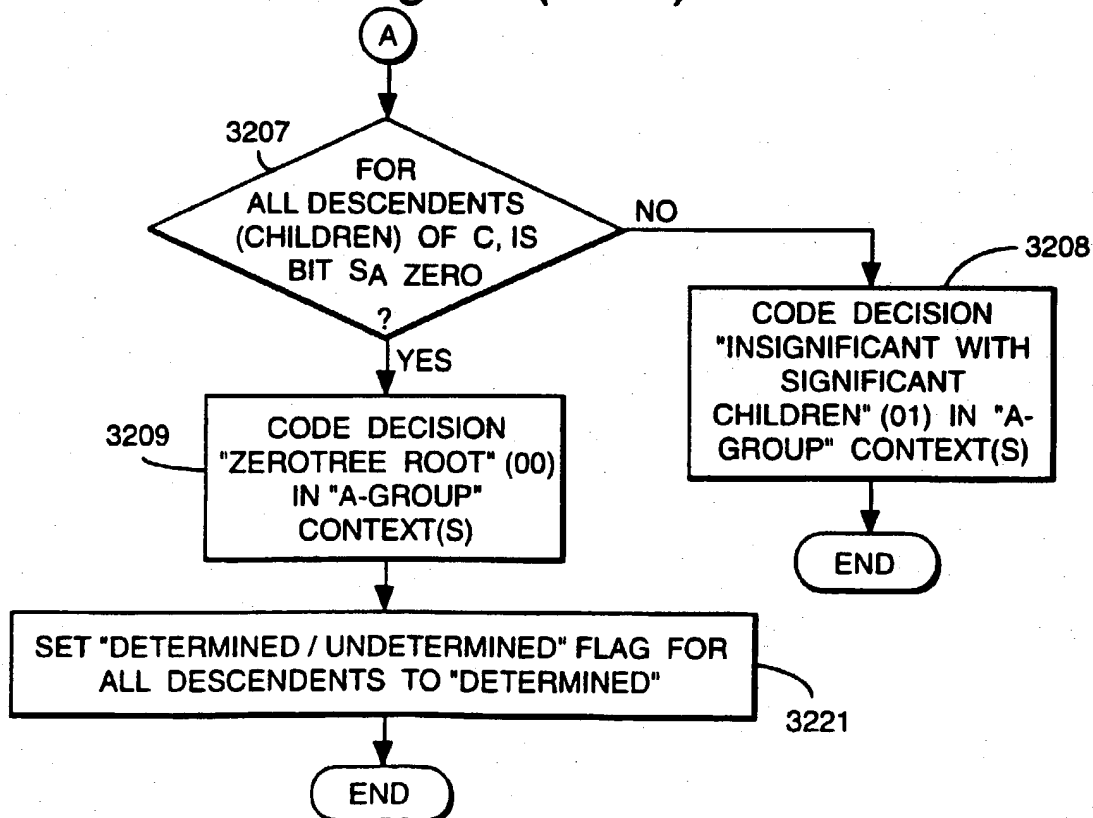 A
3207
FOR
ALL DESCENDENTS
(CHILDREN) OF C, IS
BIT SA ZERO
?
NO
YES
3208
CODE DECISION
"INSIGNIFICANT WITH
SIGNIFICANT
CHILDREN" (01) IN "A-
GROUP" CONTEXT(S)
END
3209
CODE DECISION
"ZEROTREE ROOT" (00)
IN "A-GROUP"
CONTEXT(S)
SET "DETERMINED / UNDETERMINED" FLAG FOR
ALL DESCENDENTS TO "DETERMINED"
3221
END